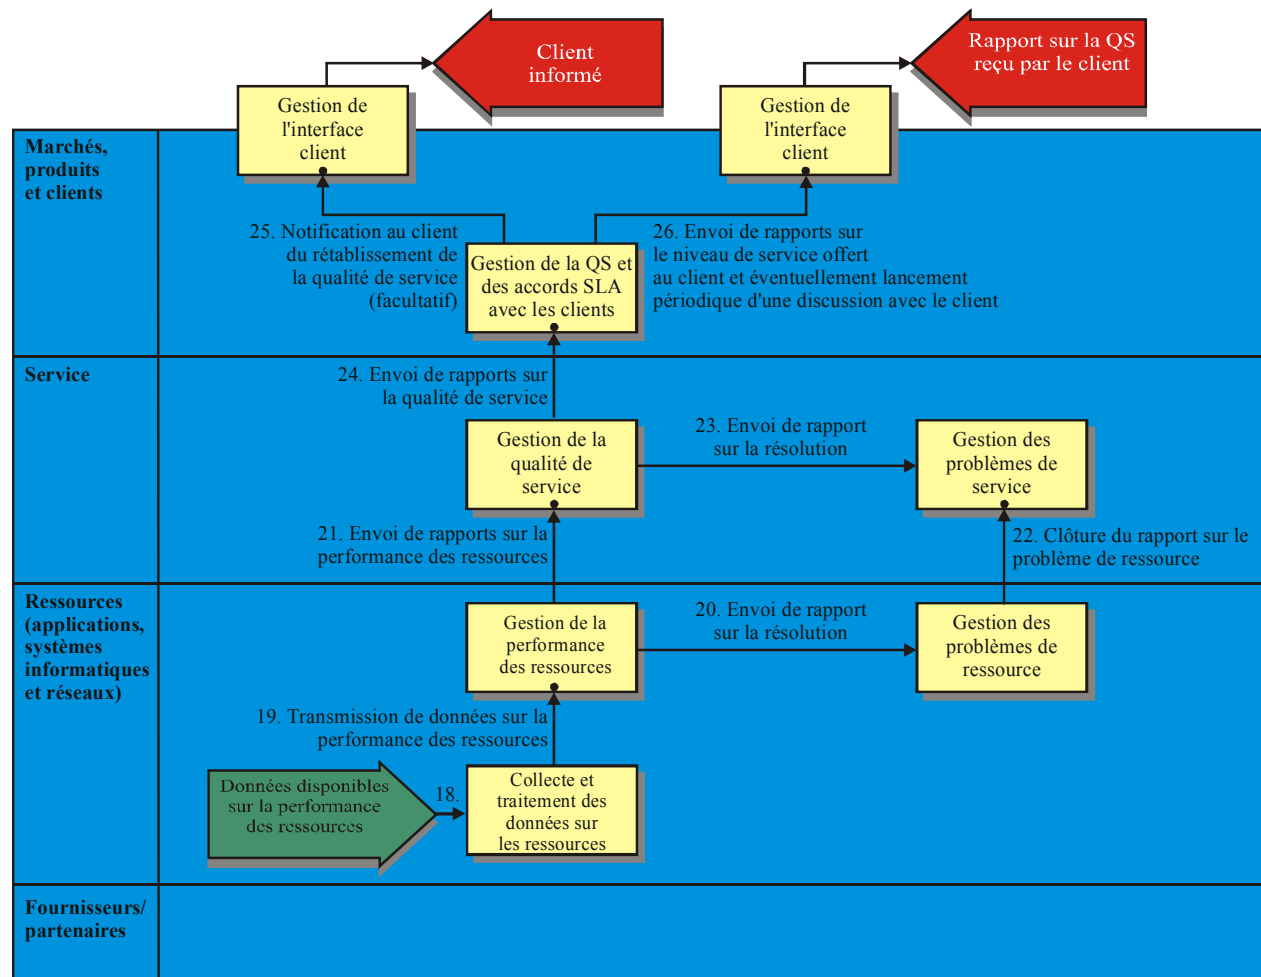 Client
informé
Rapport sur la QS
reçu par le client
Gestion de
l'interface
client
Gestion de
l'interface
client
Marchés,
produits
et clients
25. Notification au client
du rétablissement de
la qualité de service
(facultatif)
Gestion de la QS et
des accords SLA
avec les clients
26. Envoi de rapports sur
le niveau de service offert
au client et éventuellement lancement
périodique d'une discussion avec le client
Service
24. Envoi de rapports sur
la qualité de service
Gestion de la
qualité de
service
23. Envoi de rapport
sur la résolution
Gestion des
problèmes de
service
21. Envoi de rapports sur la
performance des ressources
22. Clôture du rapport sur le
problème de ressource
Ressources
(applications,
systèmes
informatiques
et réseaux)
Gestion de la
performance
des ressources
20. Envoi de rapport
sur la résolution
Gestion des
problèmes de
ressource
19. Transmission de données sur la
performance des ressources
Données disponibles
sur la performance
des ressources
18.
Collecte et
traitement des
données sur
les ressources
Fournisseurs/
partenaires